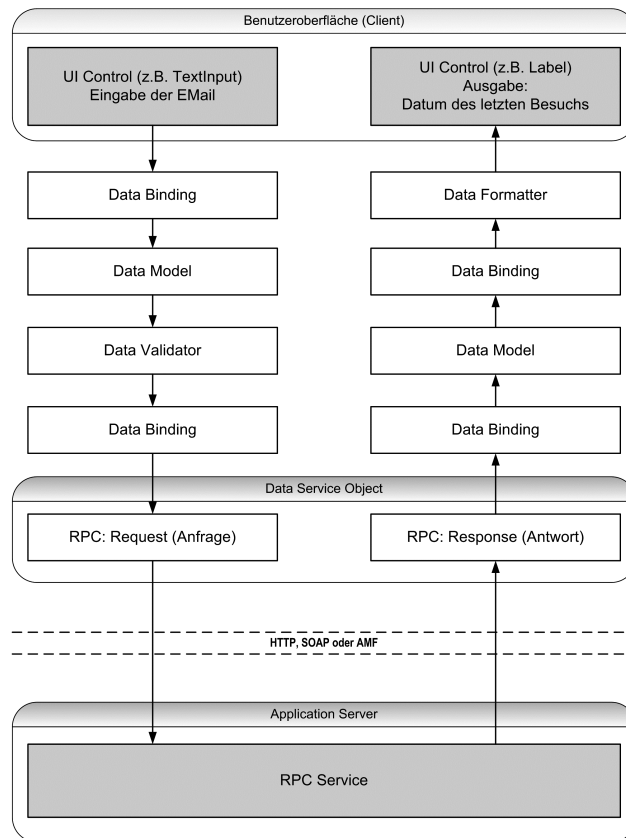 Benutzeroberfläche (Client)
UI Control (z.B. TextInput)
Eingabe der EMail
UI Control (z.B. Label)
Ausgabe:
Datum des letzten Besuchs
Data Binding
Data Formatter
Data Model
Data Binding
Data Validator
Data Model
Data Binding
Data Binding
Data Service Object
RPC: Request (Anfrage)
RPC: Response (Antwort)
HTTP, SOAP oder AMF
Application Server
RPC Service